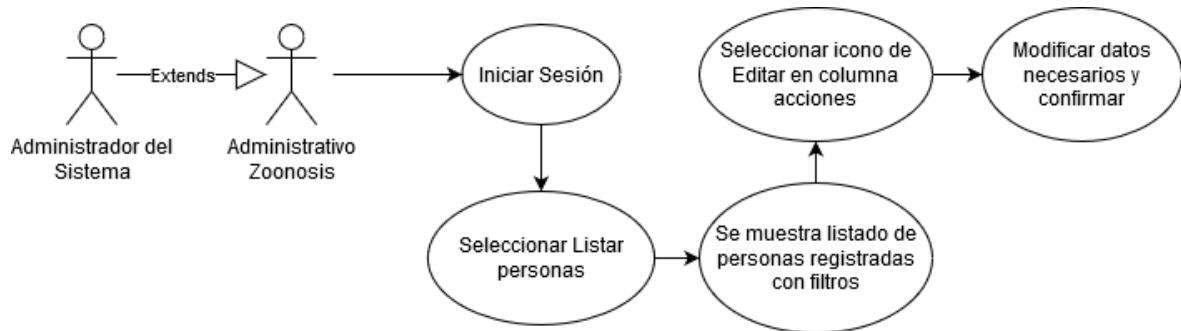 Extends
Administrador del
Sistema
Administrativo
Zoonosis
Iniciar Sesión
Seleccionar Listar
personas
Se muestra listado de
personas registradas
con filtros
Seleccionar icono de
Editar en columna
acciones
Modificar datos
necesarios y
confirmar